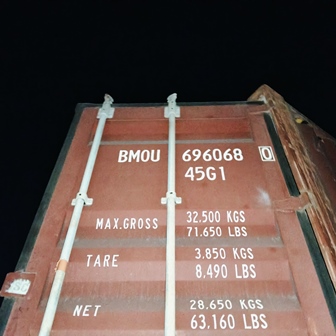 BMOU 696068 0
45G1
MAX.GROSS 32.500 KGS
71.650 LBS
TARE 3.850 KGS
8,490 LBS
NET 28.650 KGS
63.160 LBS